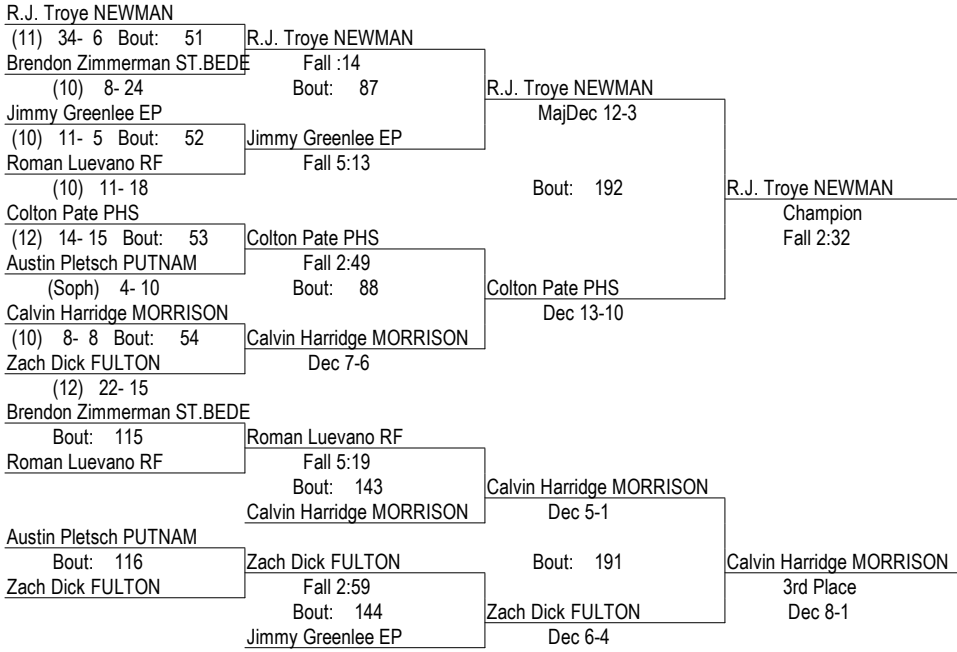 R.J. Troye NEWMAN
(11) 34- 6 Bout: 51 R.J. Troye NEWMAN
Brendon Zimmerman ST.BEDE Fall :14
(10) 8- 24 Bout: 87 R.J. Troye NEWMAN
Jimmy Greenlee EP MajDec 12-3
(10) 11- 5 Bout: 52 Jimmy Greenlee EP
Roman Luevano RF Fall 5:13
(10) 11- 18 Bout: 192 R.J. Troye NEWMAN
Colton Pate PHS Champion
(12) 14- 15 Bout: 53 Colton Pate PHS Fall 2:32
Austin Pletsch PUTNAM Fall 2:49
(Soph) 4- 10 Bout: 88 Colton Pate PHS
Calvin Harridge MORRISON Dec 13-10
(10) 8- 8 Bout: 54 Calvin Harridge MORRISON
Zach Dick FULTON Dec 7-6
(12) 22- 15
Brendon Zimmerman ST.BEDE
Bout: 115 Roman Luevano RF
Roman Luevano RF Fall 5:19
Bout: 143 Calvin Harridge MORRISON
Calvin Harridge MORRISON Dec 5-1
Austin Pletsch PUTNAM
Bout: 116 Zach Dick FULTON Bout: 191 Calvin Harridge MORRISON
Zach Dick FULTON Fall 2:59 3rd Place
Bout: 144 Zach Dick FULTON Dec 8-1
Jimmy Greenlee EP Dec 6-4